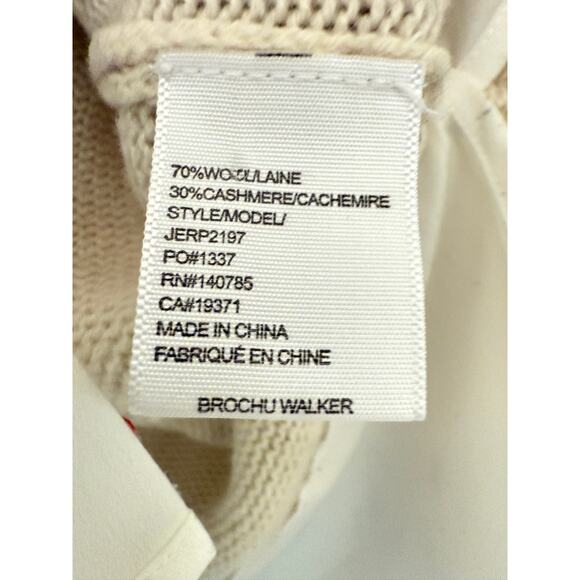 70%WOOL/LAINE
30%CASHMERE/CACHEMIRE
STYLE/MODEL/
JERP2197
PO#1337
RN#140785
CA#19371
MADE IN CHINA
FABRIQUÉ EN CHINE
BROCHU WALKER